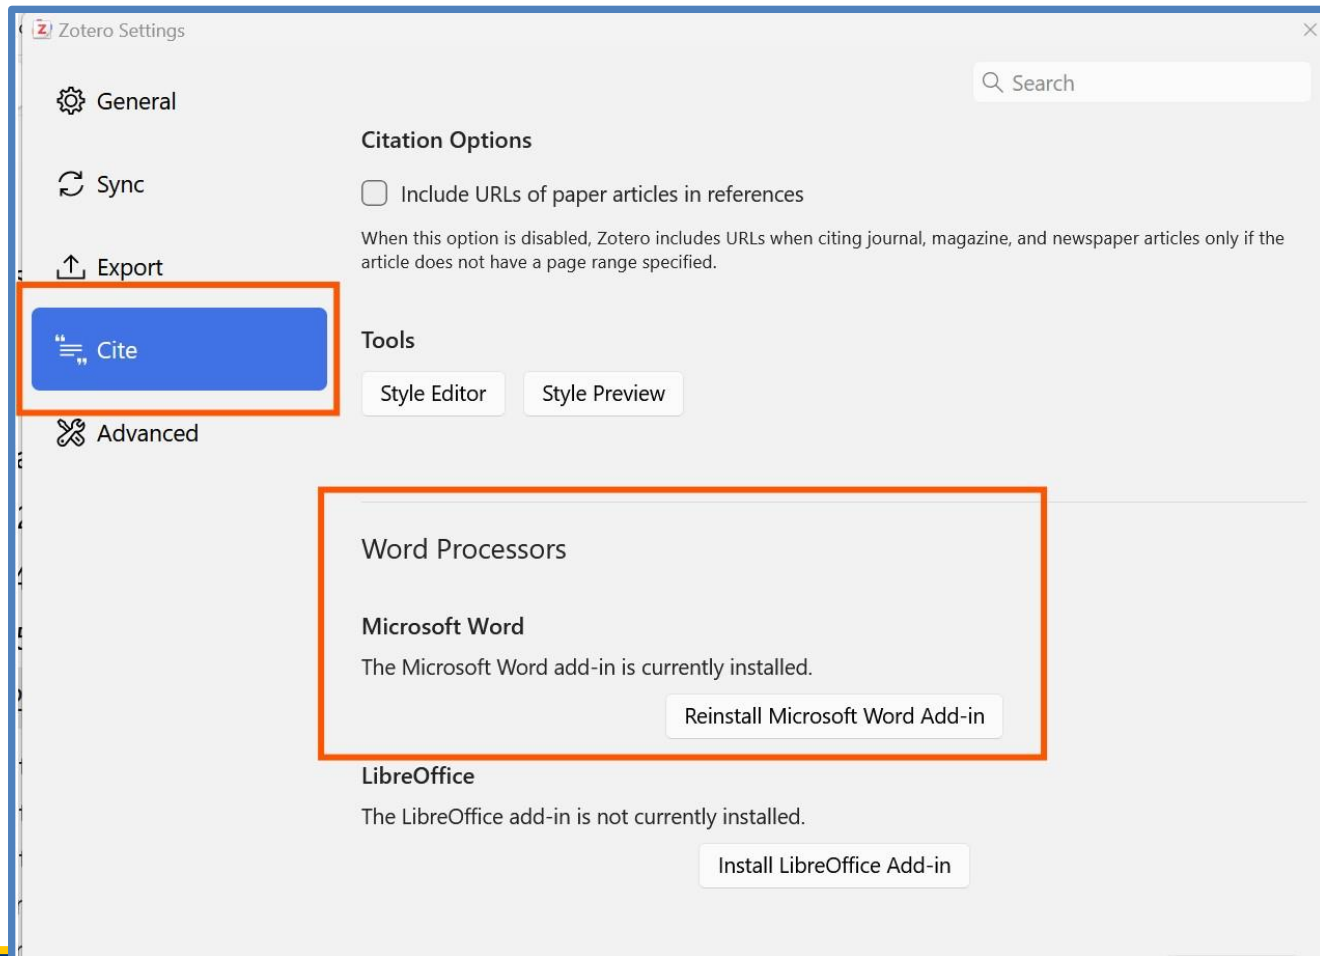 Zotero Settings
General
Search
Citation Options
Sync
Include URLs of paper articles in references
When this option is disabled, Zotero includes URLs when citing journal, magazine, and newspaper articles only if the
article does not have a page range specified.
Export
Tools
Cite
Style Editor
Style Preview
Advanced
Word Processors
Microsoft Word
The Microsoft Word add-in is currently installed.
Reinstall Microsoft Word Add-in
LibreOffice
The LibreOffice add-in is not currently installed.
Install LibreOffice Add-in